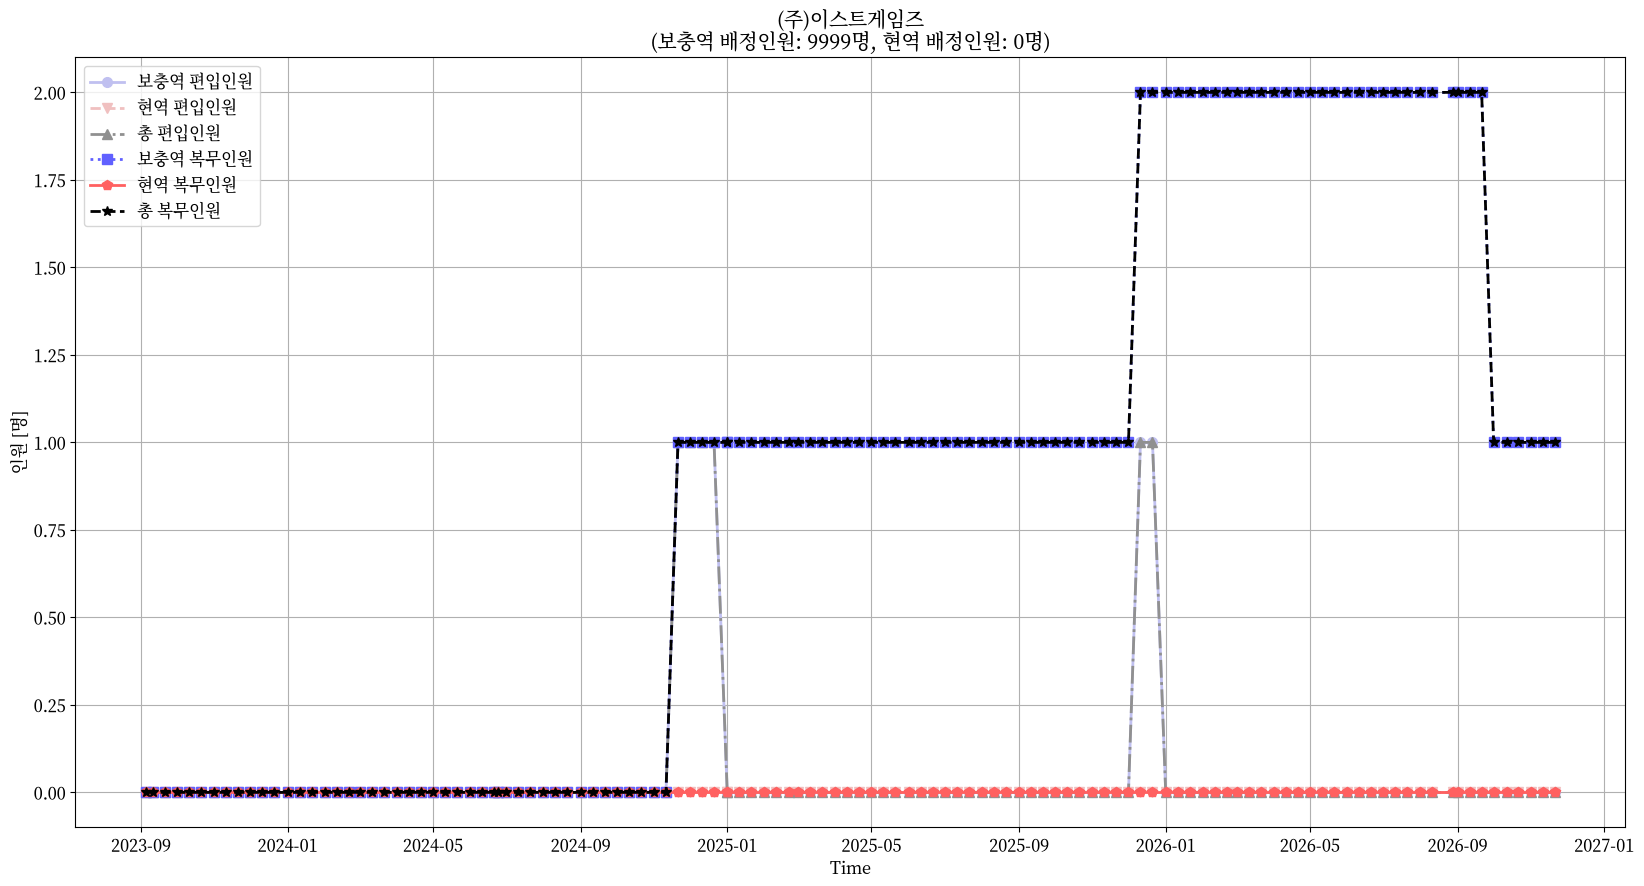 (주)이스트게임즈
(보충역 배정인원: 9999명, 현역 배정인원: 0명)
보충역 편입인원
현역 편입인원
총 편입인원
보충역 복무인원
현역 복무인원
총 복무인원
인원 [명]
2.00
1.75
1.50
1.25
1.00
0.75
0.50
0.25
0.00
2023-09 2024-01 2024-05 2024-09 2025-01 2025-05 2025-09 2026-01 2026-05 2026-09 2027-01
Time